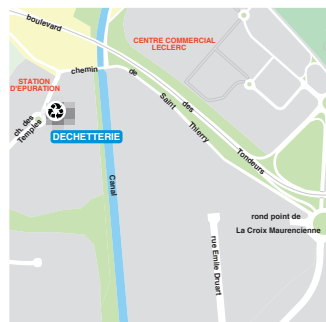 boulevard
des
Tondeurs
CENTRE COMMERCIAL
LECLERC
chemin
de
Saint
Thierry
STATION
D'EPURATION
ch. des
Temples
DECHETTERIE
Canal
rond point de
La Croix Maurencienne
rue Emile Druart